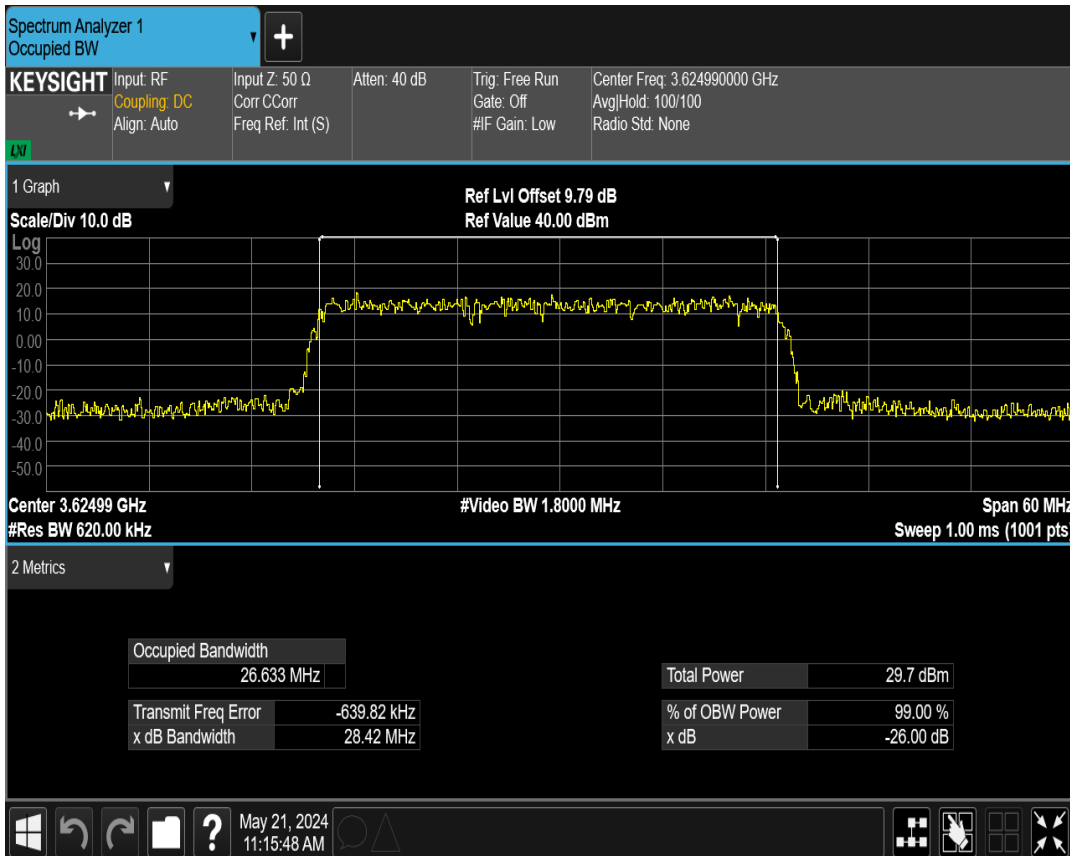 Spectrum Analyzer 1
Occupied BW
+
KEYSIGHT
LXI
Input: RF
Coupling: DC
Align: Auto
Input Z: 50 Ω
Corr CCorr
Freq Ref: Int (S)
Atten: 40 dB
Trig: Free Run
Gate: Off
#IF Gain: Low
Center Freq: 3.624990000 GHz
Avg|Hold: 100/100
Radio Std: None
1 Graph
Scale/Div 10.0 dB
Ref Lvl Offset 9.79 dB
Ref Value 40.00 dBm
Log
30.0
20.0
10.0
0.00
-10.0
-20.0
-30.0
-40.0
-50.0
Center 3.62499 GHz
#Video BW 1.8000 MHz
Span 60 MHz
#Res BW 620.00 kHz
Sweep 1.00 ms (1001 pts)
2 Metrics
Occupied Bandwidth
26.633 MHz
Total Power 29.7 dBm
Transmit Freq Error -639.82 kHz
% of OBW Power 99.00 %
x dB Bandwidth 28.42 MHz
x dB -26.00 dB
?
May 21, 2024
11:15:48 AM